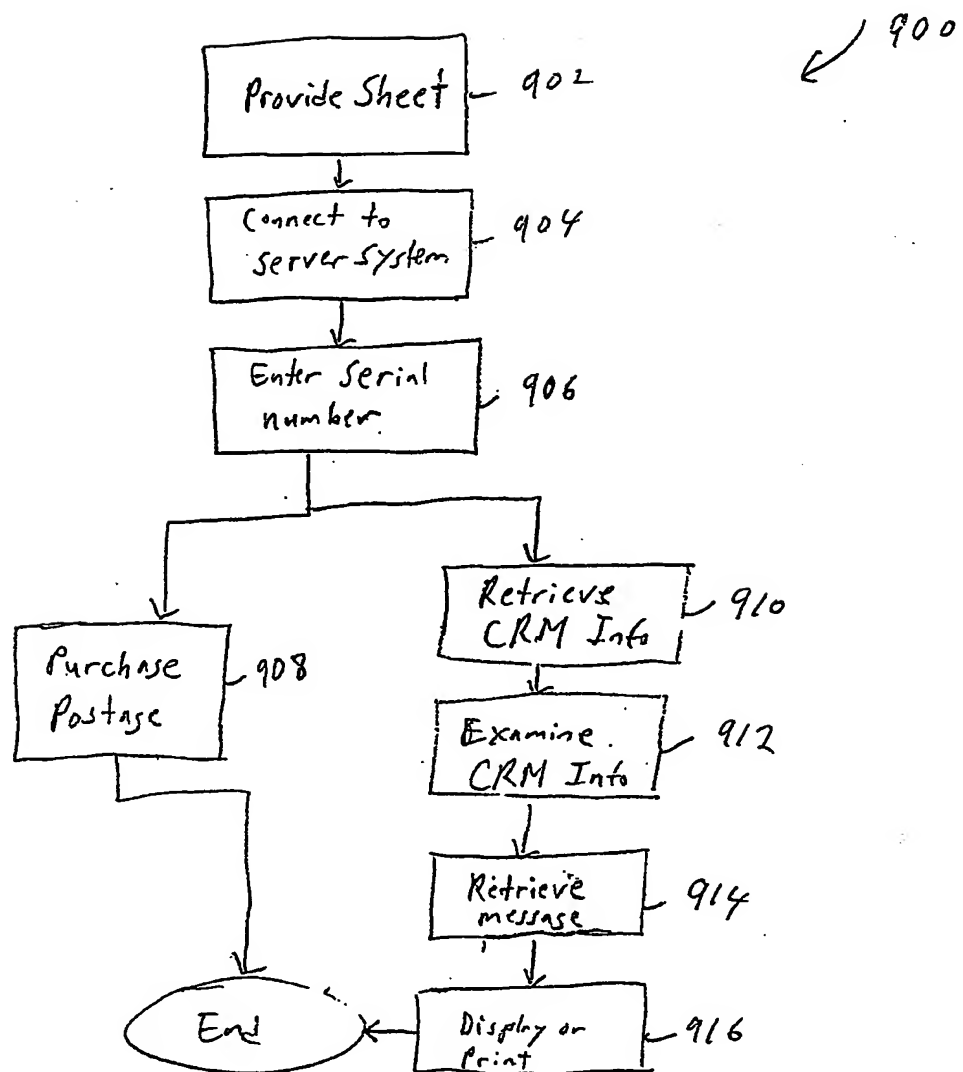 900
Provide Sheet
902
Connect to
server system
904
Enter serial
number
906
Purchase
Postage
908
Retrieve
CRM Info
910
Examine
CRM Info
912
Retrieve
message
914
Display or
Print
916
End